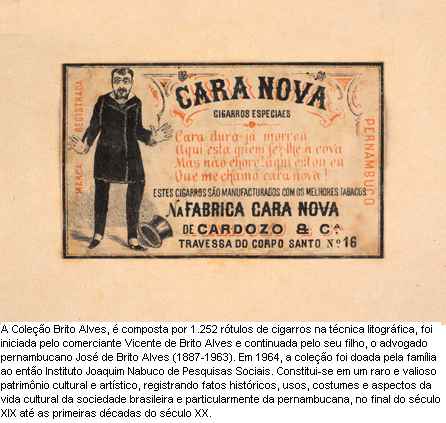 MARCA REGISTRADA
CARA NOVA
CIGARROS ESPECIAES
Cara dura-já morreu,
Aqui está quem fez-lhe a cova
Mas não chore! aqui estou eu
Que me chamo cara nova!
ESTES CIGARROS SÃO MANUFACTURADOS COM OS MELHORES TABACOS
NA FABRICA CARA NOVA
DE CARDOZO & Cª
TRAVESSA DO CORPO SANTO Nº 16
PERNAMBUCO
A Coleção Brito Alves, é composta por 1.252 rótulos de cigarros na técnica litográfica, foi
iniciada pelo comerciante Vicente de Brito Alves e continuada pelo seu filho, o advogado
pernambucano José de Brito Alves (1887-1963). Em 1964, a coleção foi doada pela família
ao então Instituto Joaquim Nabuco de Pesquisas Sociais. Constitui-se em um raro e valioso
patrimônio cultural e artístico, registrando fatos históricos, usos, costumes e aspectos da
vida cultural da sociedade brasileira e particularmente da pernambucana, no final do século
XIX até as primeiras décadas do século XX.